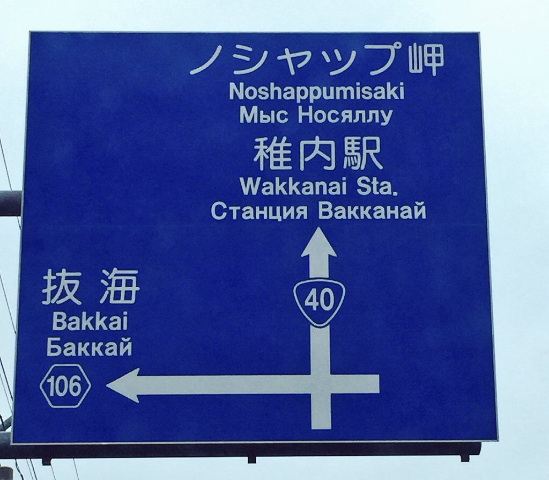 ノシャップ岬
Noshappumisaki
Мыс Носяллу
稚内駅
Wakkanai Sta.
Станция Вакканай
40
抜海
Bakkai
Баккай
106